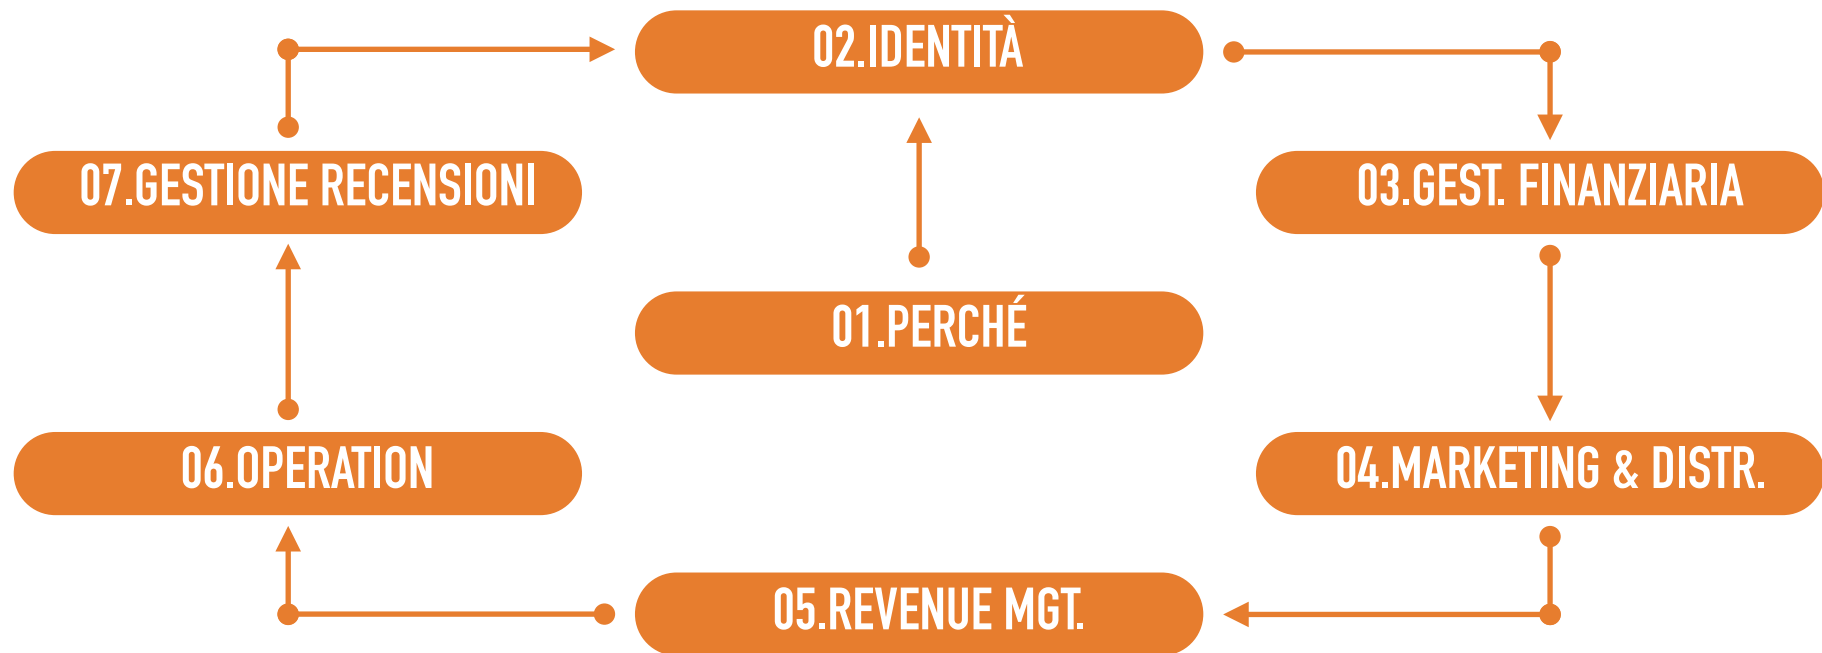 02.IDENTITÀ
07.GESTIONE RECENSIONI
03.GEST. FINANZIARIA
01.PERCHÉ
06.OPERATION
04.MARKETING & DISTR.
05.REVENUE MGT.